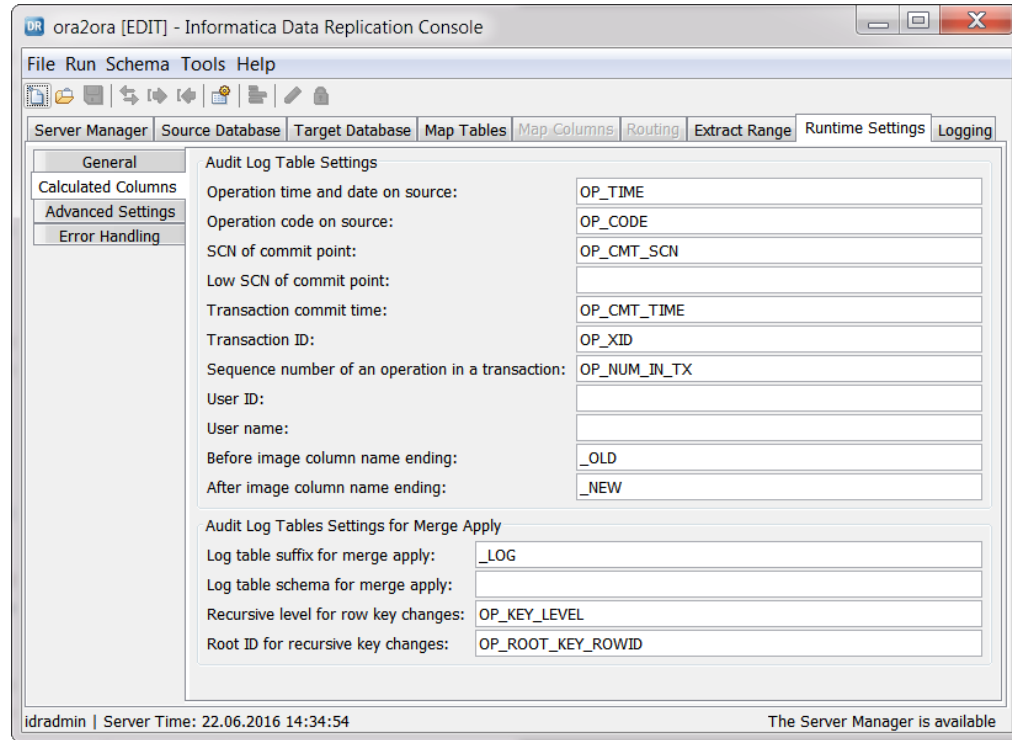 DR ora2ora [EDIT] - Informatica Data Replication Console
File Run Schema Tools Help
Server Manager Source Database Target Database Map Tables Map Columns Routing Extract Range Runtime Settings Logging
General
Calculated Columns
Advanced Settings
Error Handling
Audit Log Table Settings
Operation time and date on source: OP_TIME
Operation code on source: OP_CODE
SCN of commit point: OP_CMT_SCN
Low SCN of commit point:
Transaction commit time: OP_CMT_TIME
Transaction ID: OP_XID
Sequence number of an operation in a transaction: OP_NUM_IN_TX
User ID:
User name:
Before image column name ending: _OLD
After image column name ending: _NEW
Audit Log Tables Settings for Merge Apply
Log table suffix for merge apply: _LOG
Log table schema for merge apply:
Recursive level for row key changes: OP_KEY_LEVEL
Root ID for recursive key changes: OP_ROOT_KEY_ROWID
idradmin | Server Time: 22.06.2016 14:34:54 The Server Manager is available